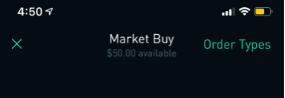 4:50
Market Buy
$50.00 available
Order Types